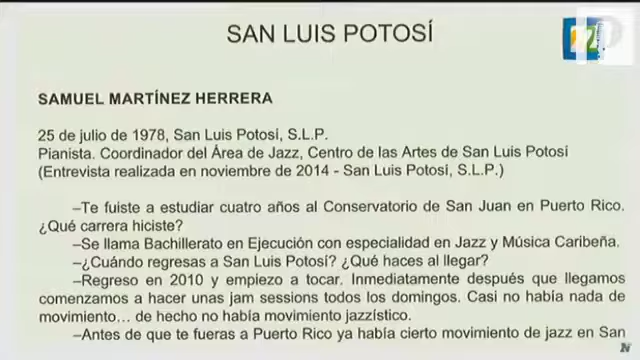 SAN LUIS POTOSÍ
SAMUEL MARTÍNEZ HERRERA
25 de julio de 1978, San Luis Potosí, S.L.P.
Pianista. Coordinador del Área de Jazz, Centro de las Artes de San Luis Potosí
(Entrevista realizada en noviembre de 2014 - San Luis Potosí, S.L.P.)
–Te fuiste a estudiar cuatro años al Conservatorio de San Juan en Puerto Rico.
¿Qué carrera hiciste?
–Se llama Bachillerato en Ejecución con especialidad en Jazz y Música Caribeña.
–¿Cuándo regresas a San Luis Potosí? ¿Qué haces al llegar?
–Regreso en 2010 y empiezo a tocar. Inmediatamente después que llegamos
comenzamos a hacer unas jam sessions todos los domingos. Casi no había nada de
movimiento… de hecho no había movimiento jazzístico.
–Antes de que te fueras a Puerto Rico ya había cierto movimiento de jazz en San